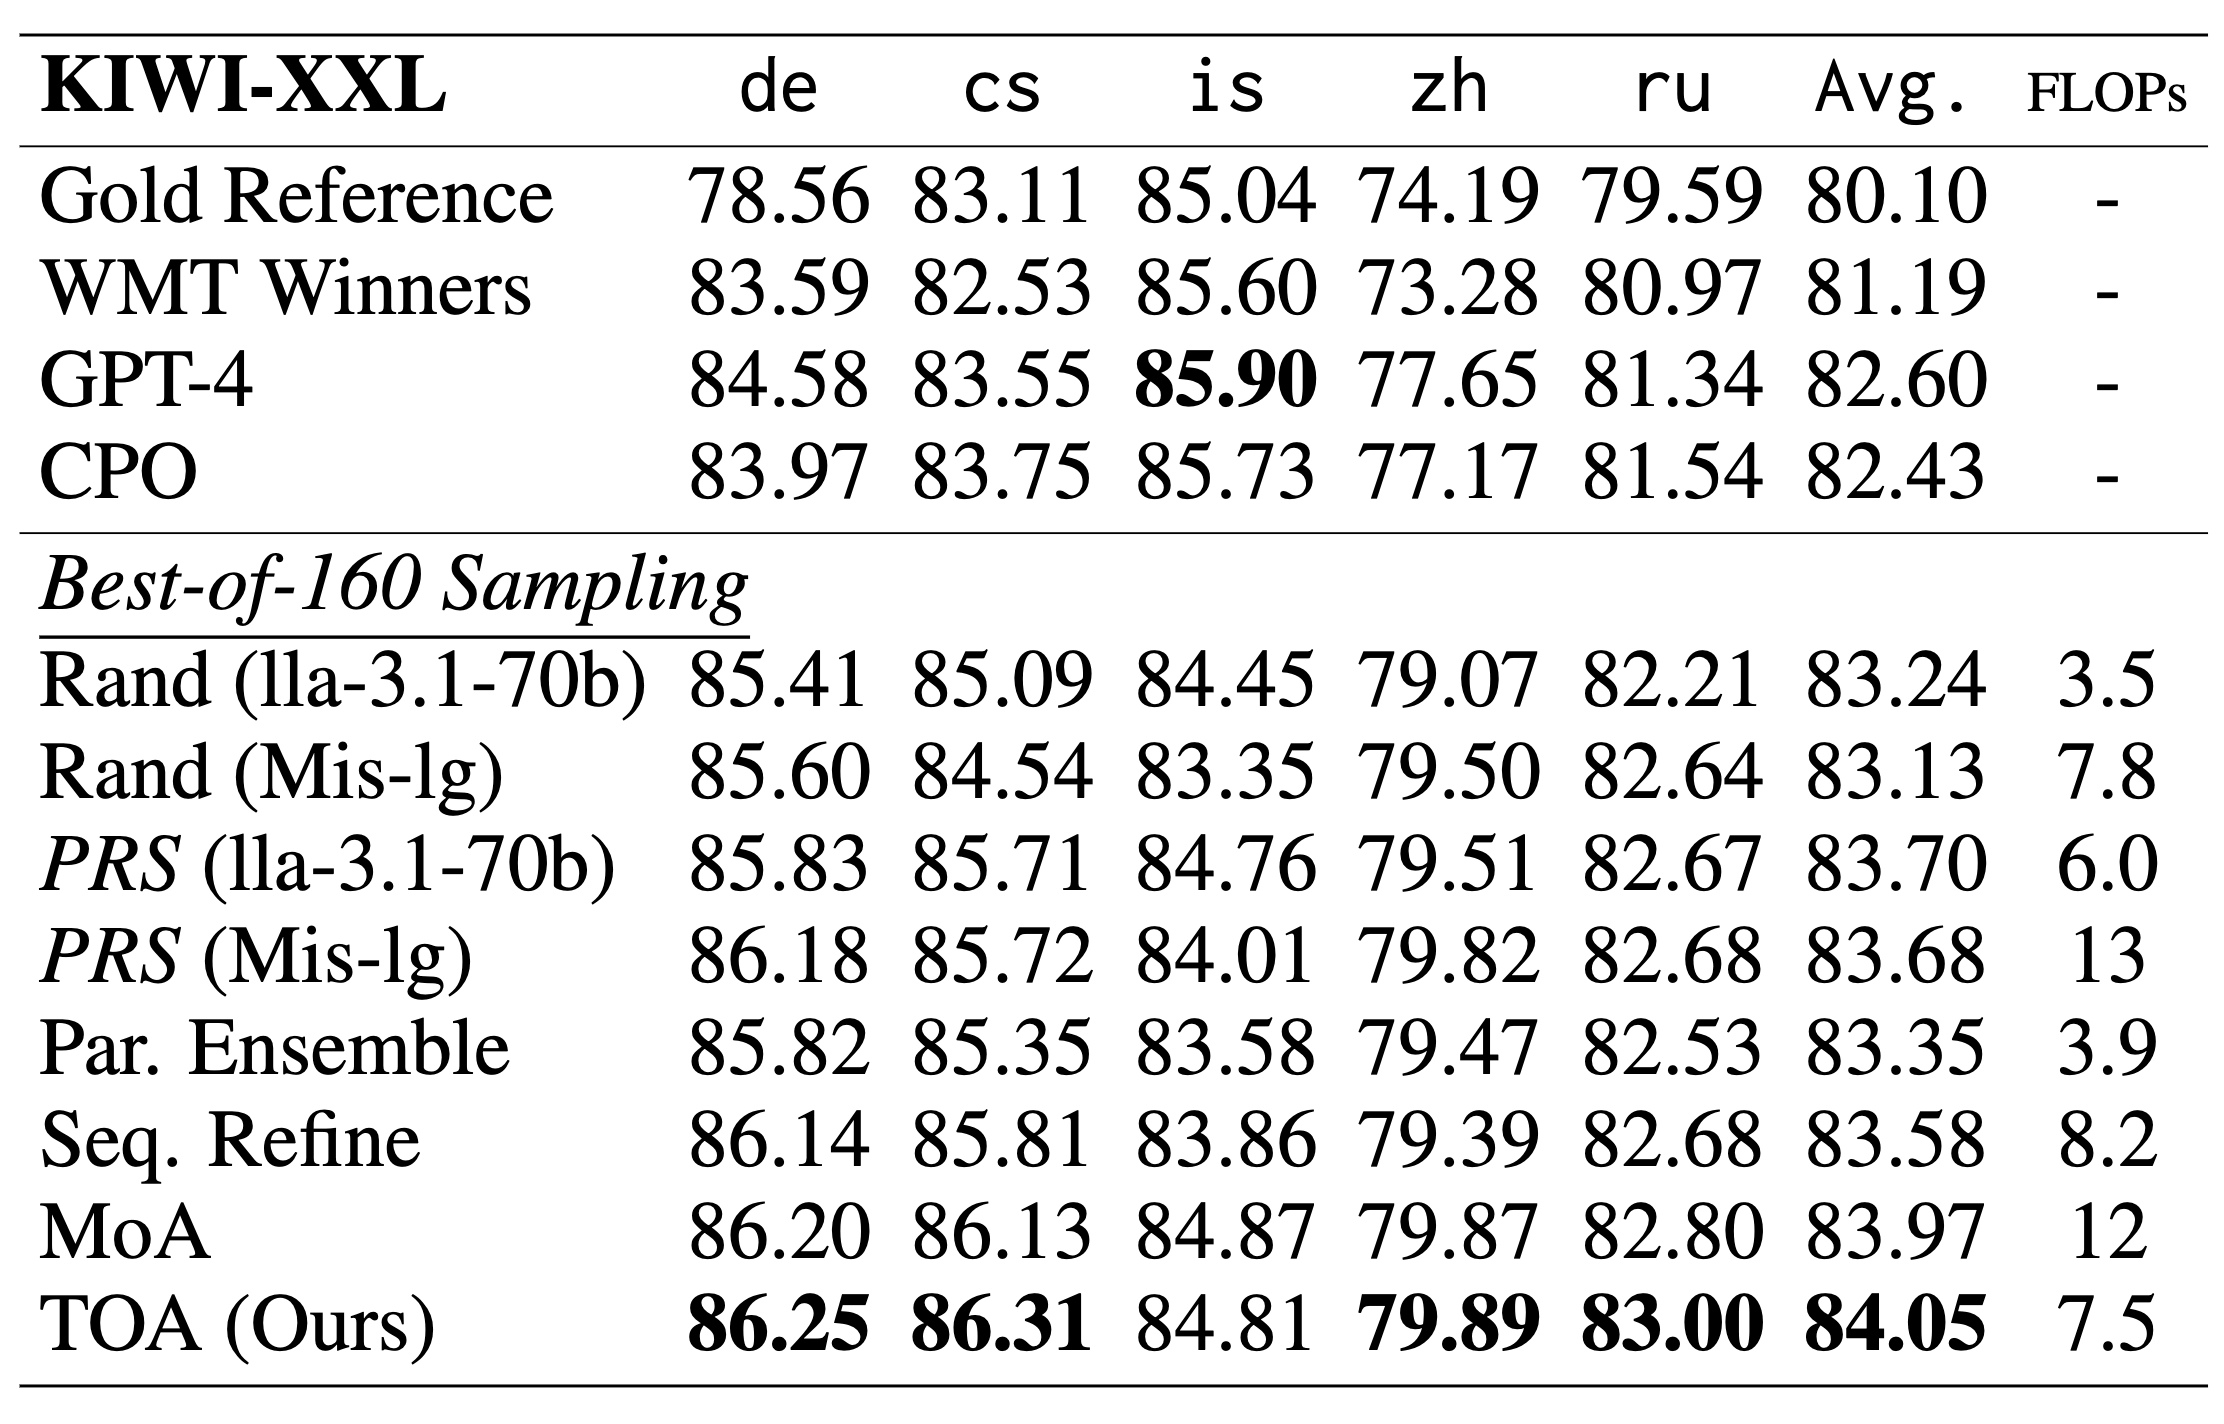 KIWI-XXL de cs is zh ru Avg. FLOPs
Gold Reference 78.56 83.11 85.04 74.19 79.59 80.10 -
WMT Winners 83.59 82.53 85.60 73.28 80.97 81.19 -
GPT-4 84.58 83.55 85.90 77.65 81.34 82.60 -
CPO 83.97 83.75 85.73 77.17 81.54 82.43 -
Best-of-160 Sampling
Rand (lla-3.1-70b) 85.41 85.09 84.45 79.07 82.21 83.24 3.5
Rand (Mis-lg) 85.60 84.54 83.35 79.50 82.64 83.13 7.8
PRS (lla-3.1-70b) 85.83 85.71 84.76 79.51 82.67 83.70 6.0
PRS (Mis-lg) 86.18 85.72 84.01 79.82 82.68 83.68 13
Par. Ensemble 85.82 85.35 83.58 79.47 82.53 83.35 3.9
Seq. Refine 86.14 85.81 83.86 79.39 82.68 83.58 8.2
MoA 86.20 86.13 84.87 79.87 82.80 83.97 12
TOA (Ours) 86.25 86.31 84.81 79.89 83.00 84.05 7.5